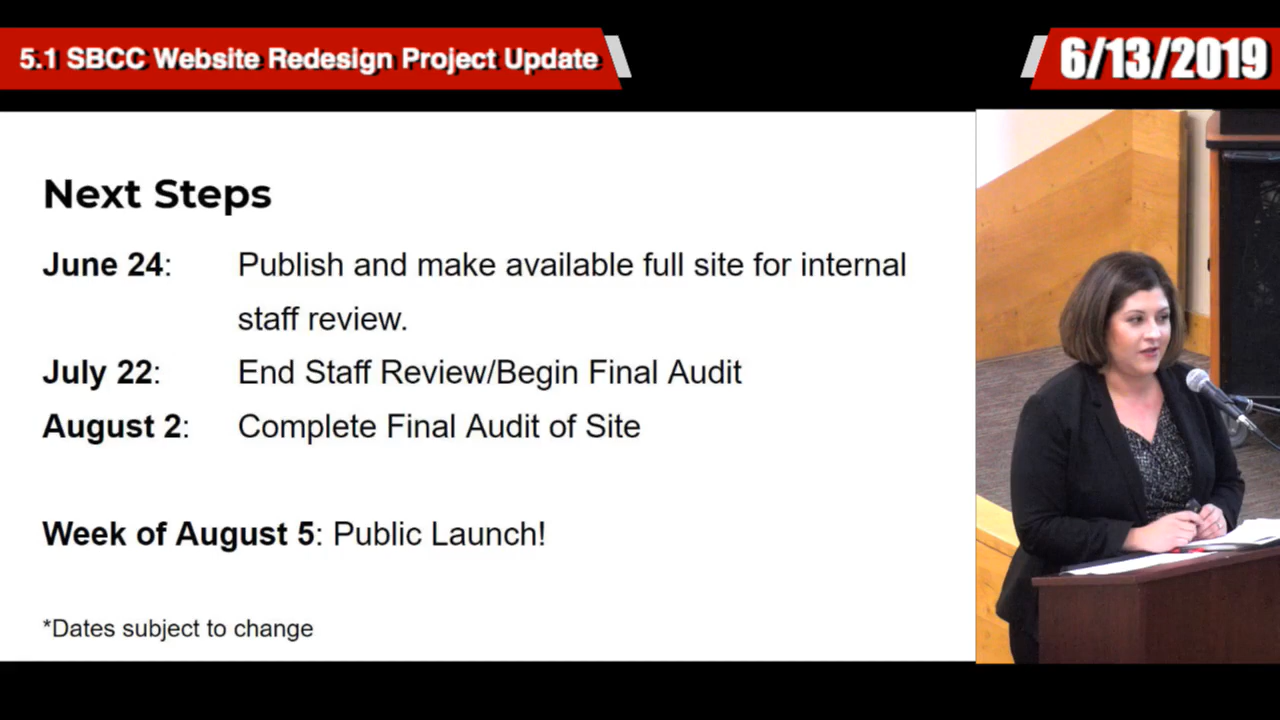 5.1 SBCC Website Redesign Project Update
6/13/2019
Next Steps
June 24: Publish and make available full site for internal
staff review.
July 22: End Staff Review/Begin Final Audit
August 2: Complete Final Audit of Site
Week of August 5: Public Launch!
*Dates subject to change